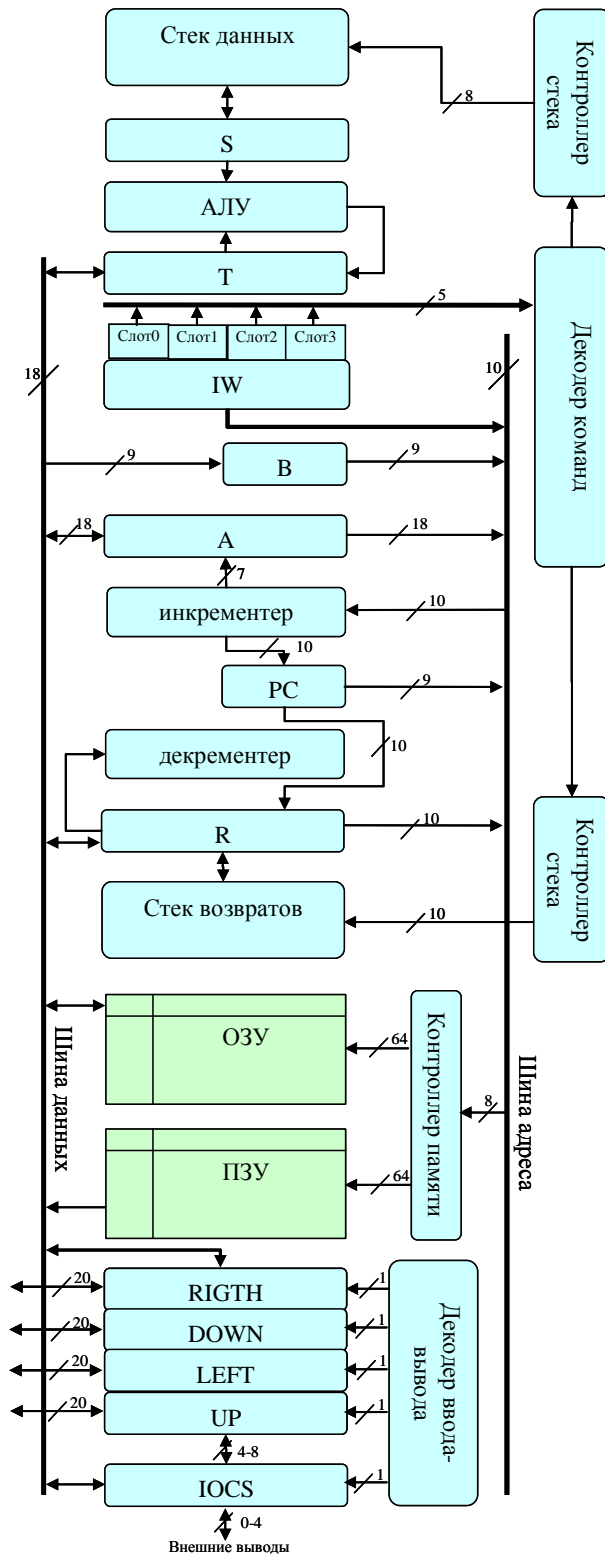 Стек данных
Контроллер
стека
8
S
АЛУ
T
5
Слот0
Слот1
Слот2
Слот3
IW
18
10
Декодер команд
9
B
9
18
A
18
7
инкрементер
10
10
PC
9
декрементер
10
R
10
Контроллер
стека
Стек возвратов
10
Шина данных
ОЗУ
64
Контроллер памяти
8
Шина адреса
ПЗУ
64
20
RIGTH
1
Декодер ввода-
вывода
20
DOWN
1
20
LEFT
1
20
UP
1
4-8
IOCS
1
0-4
Внешние выводы